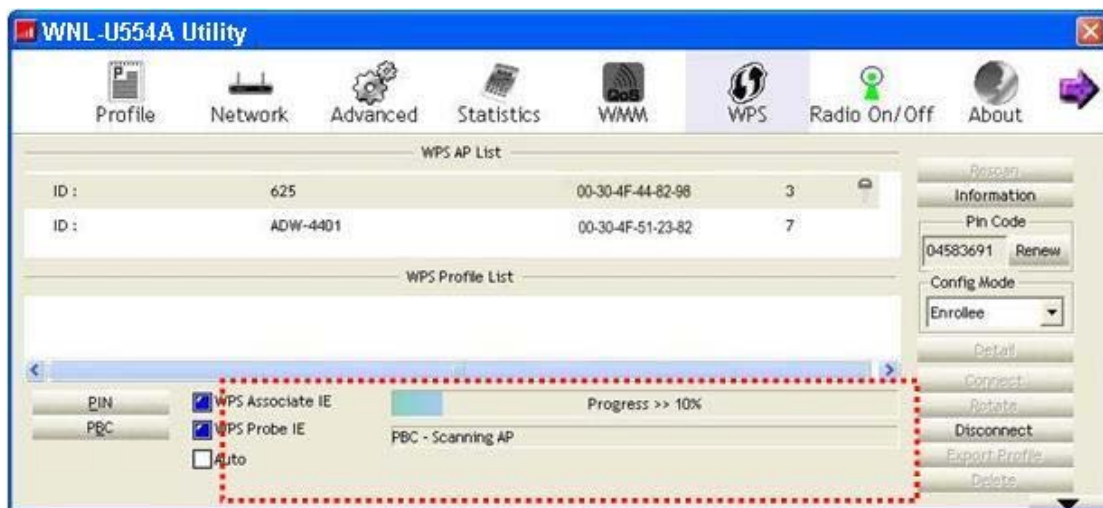 WNL-U554A Utility
Profile Network Advanced Statistics QoS WMM WPS Radio On/Off About
WPS AP List
ID : 625 00-30-4F-44-82-98 3
ID : ADW-4401 00-30-4F-51-23-82 7
WPS Profile List
Rescan
Information
Pin Code
04583691 Renew
Config Mode
Enrollee
Detail
Connect
Rotate
Disconnect
Export Profile
Delete
PIN
PBC
WPS Associate IE
WPS Probe IE
Auto
Progress >> 10%
PBC - Scanning AP